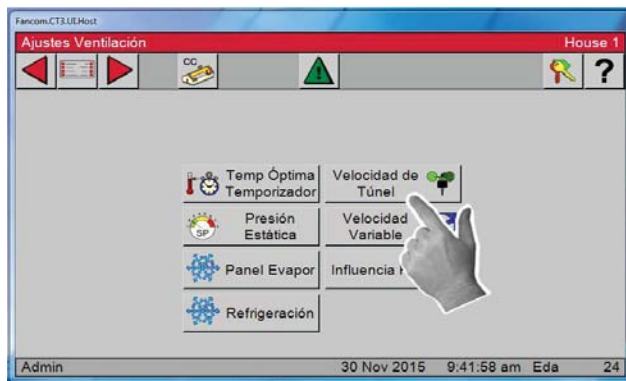 Fancom.CT3.UI.Host
Ajustes Ventilación House 1
CC
?
Temp Óptima Temporizador
Velocidad de Túnel
SP
Presión Estática
Velocidad Variable
Panel Evapor
Influencia
Refrigeración
Admin 30 Nov 2015 9:41:58 am Eda 24